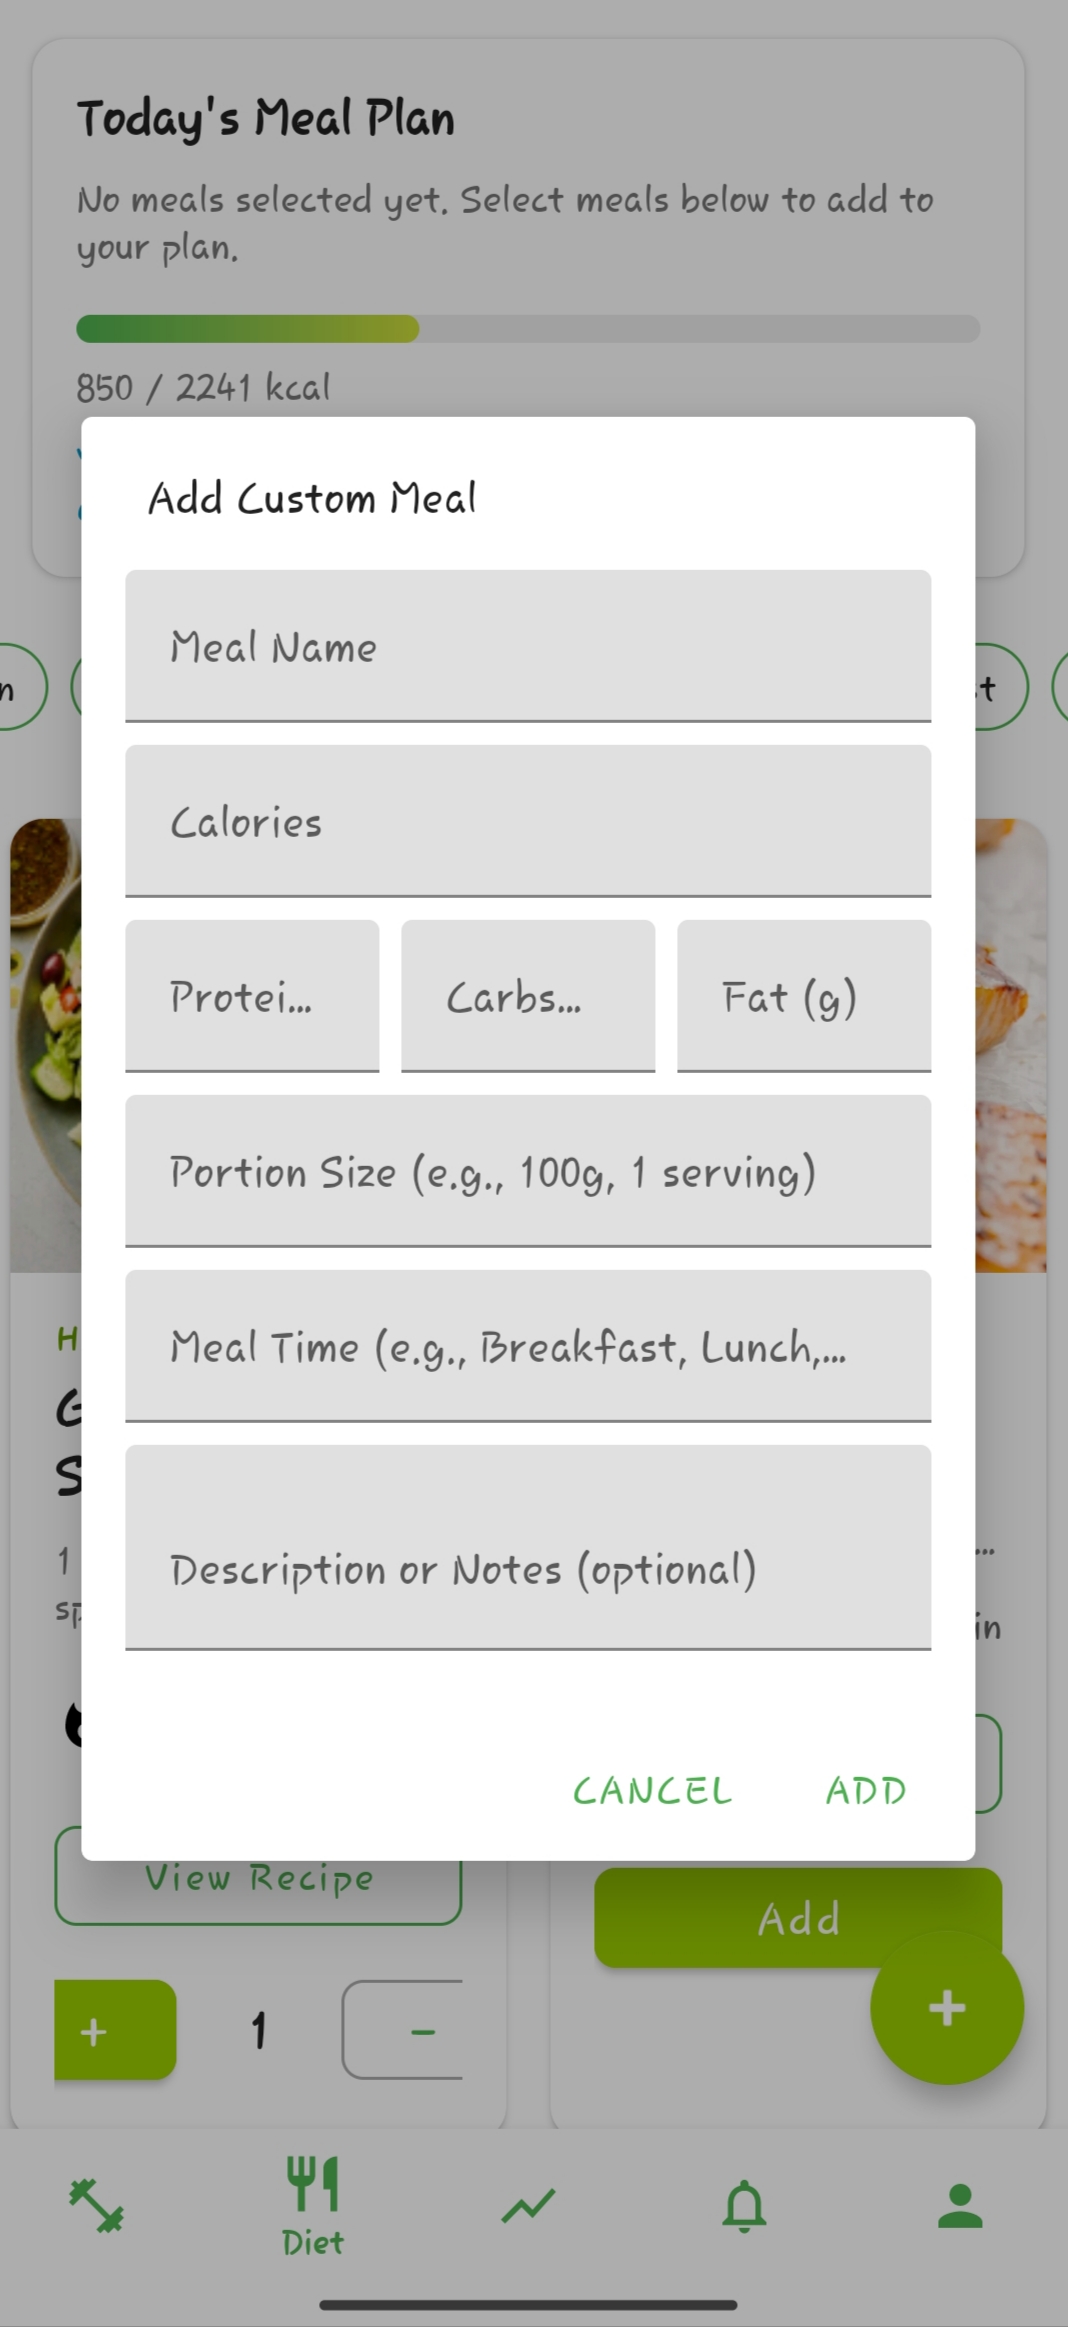 Today's Meal Plan
No meals selected yet. Select meals below to add to
your plan.
850 / 2241 kcal
Add Custom Meal
Meal Name
Calories
Protei... Carbs... Fat (g)
Portion Size (e.g., 100g, 1 serving)
Meal Time (e.g., Breakfast, Lunch,...
Description or Notes (optional)
CANCEL ADD
View Recipe
Add
+ 1 −
+
Diet